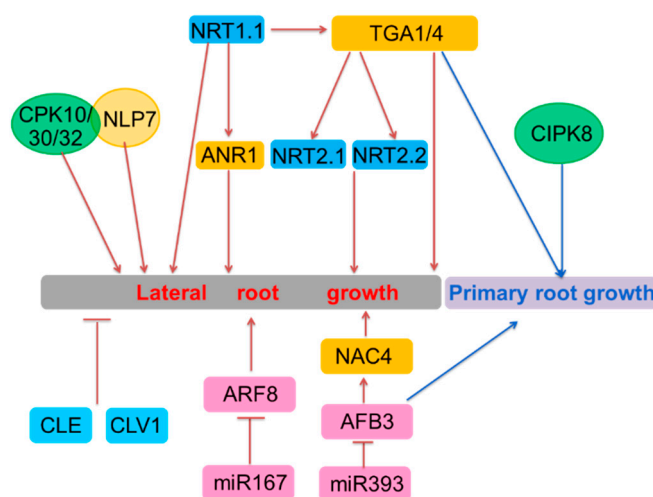 NRT1.1
TGA1/4
CPK10/
30/32
NLP7
CIPK8
ANR1
NRT2.1
NRT2.2
Lateral root growth
Primary root growth
NAC4
ARF8
AFB3
CLE
CLV1
miR167
miR393